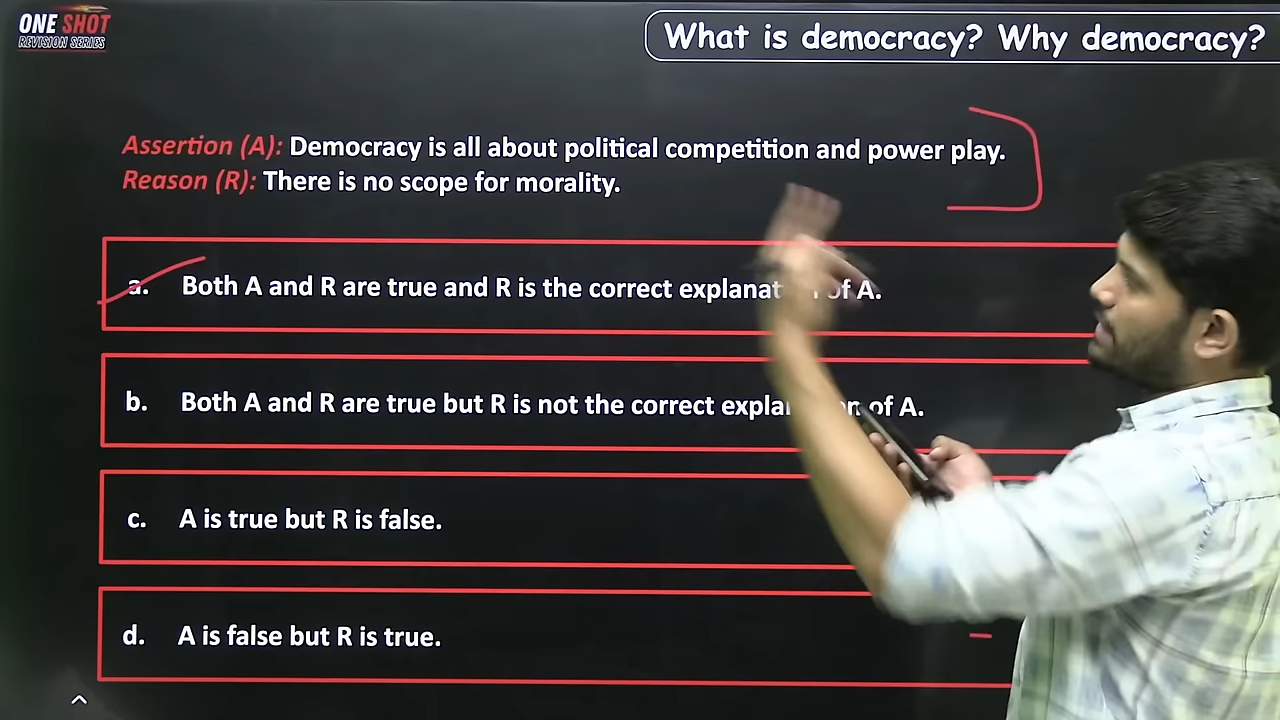 ONE SHOT
REVISION SERIES
What is democracy? Why democracy?
Assertion (A): Democracy is all about political competition and power play.
Reason (R): There is no scope for morality.
a. Both A and R are true and R is the correct of A.
b. Both A and R are true but R is not the correct of A.
c. A is true but R is false.
d. A is false but R is true.